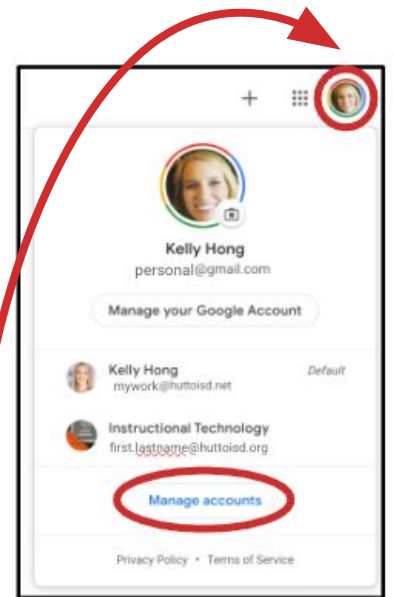 Kelly Hong
personal@gmail.com
Manage your Google Account
Kelly Hong Default
mywork@huttoisd.net
Instructional Technology
first.lastname@huttoisd.org
Manage accounts
Privacy Policy • Terms of Service